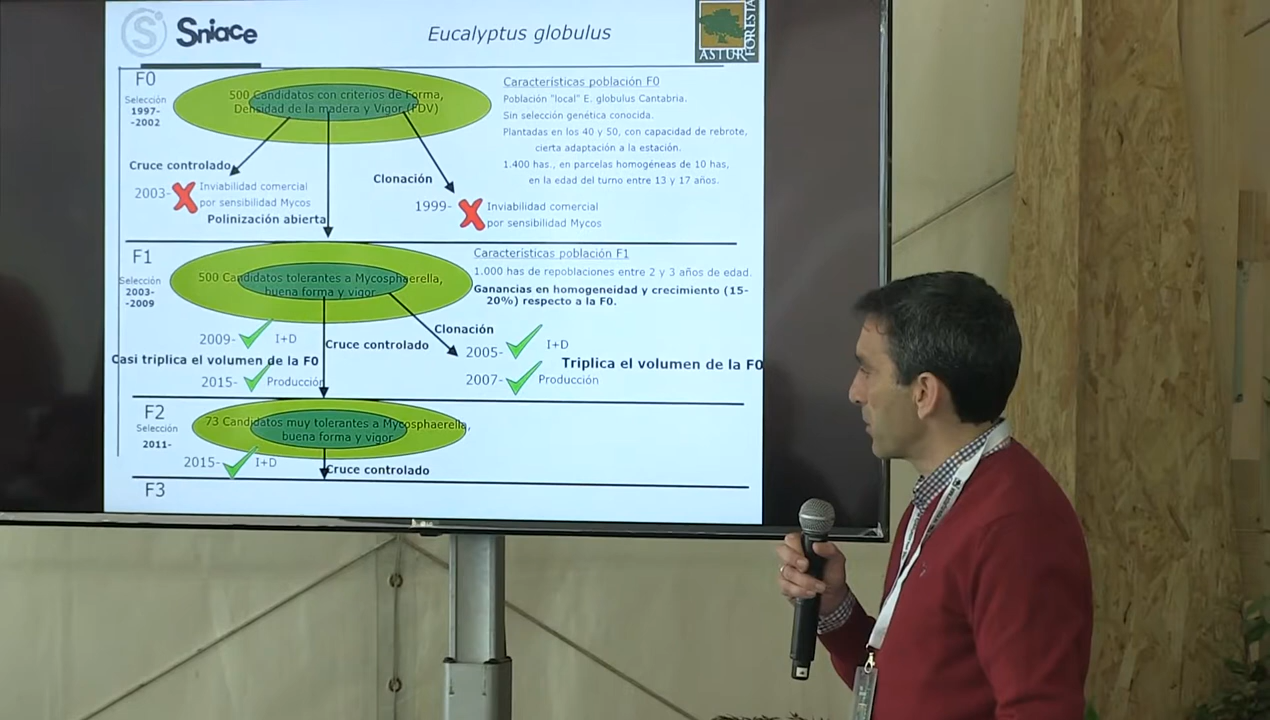 Sniace
Eucalyptus globulus
ASTUR
FORESTA
F0
Selección
1997-
-2002
500 Candidatos con criterios de Forma,
Densidad de la madera y Vigor (FDV)
Características población F0
Población "local" E. globulus Cantabria.
Sin selección genética conocida.
Plantadas en los 40 y 50, con capacidad de rebrote,
cierta adaptación a la estación.
1.400 has., en parcelas homogéneas de 10 has,
en la edad del turno entre 13 y 17 años.
Cruce controlado
2003-
Inviabilidad comercial
por sensibilidad Mycos
Polinización abierta
Clonación
1999-
Inviabilidad comercial
por sensibilidad Mycos
F1
Selección
2003-
-2009
500 Candidatos tolerantes a Mycosphaerella,
buena forma y vigor
Características población F1
1.000 has de repoblaciones entre 2 y 3 años de edad.
Ganancias en homogeneidad y crecimiento (15-
20%) respecto a la F0.
2009-
I+D
Casi triplica el volumen de la F0
2015-
Producción
Cruce controlado
Clonación
2005-
I+D
Triplica el volumen de la F0
2007-
Producción
F2
Selección
2011-
73 Candidatos muy tolerantes a Mycosphaerella,
buena forma y vigor
2015-
I+D
Cruce controlado
F3